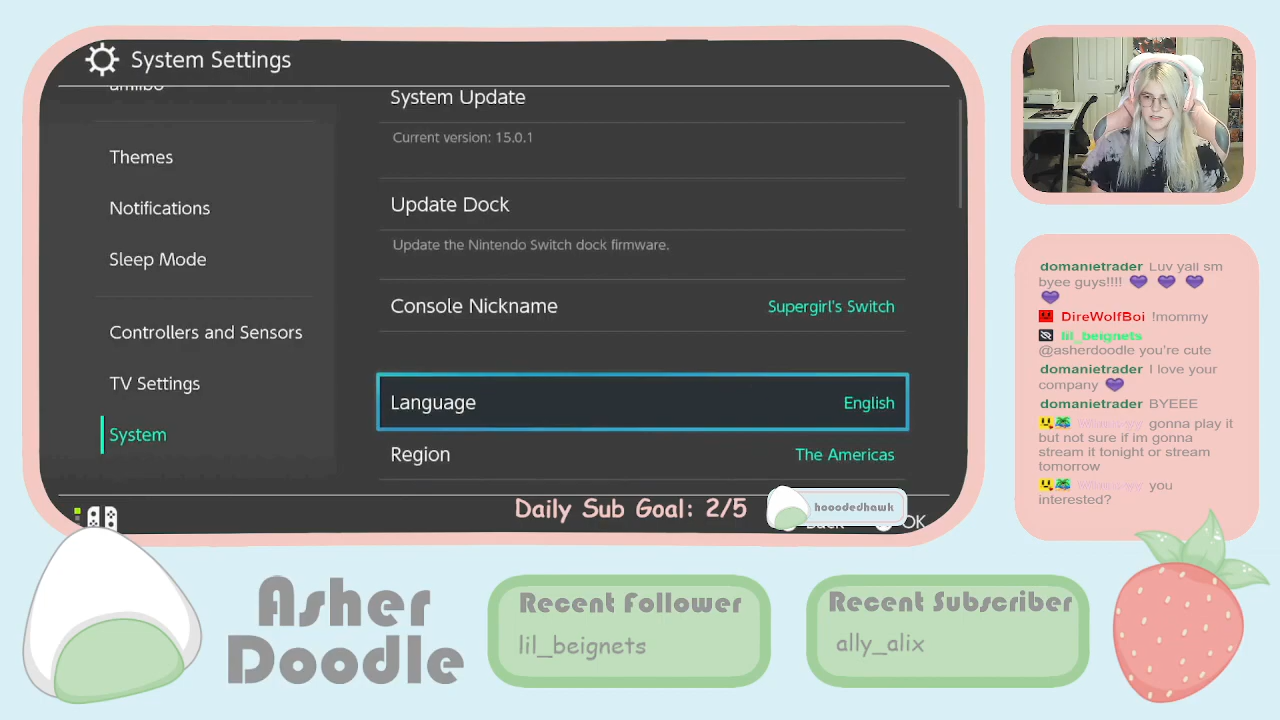 System Settings
amiibo
Themes
Notifications
Sleep Mode
Controllers and Sensors
TV Settings
System
System Update
Current version: 15.0.1
Update Dock
Update the Nintendo Switch dock firmware.
Console Nickname Supergirl's Switch
Language English
Region The Americas
Back OK
Daily Sub Goal: 2/5
hooodedhawk
domanietrader Luv yall sm
byee guys!!!!
DireWolfBoi !mommy
lil_beignets
@asherdoodle you're cute
domanietrader I love your
company
domanietrader BYEEE
gonna play it
but not sure if im gonna
stream it tonight or stream
tomorrow
you
interested?
Asher
Doodle
Recent Follower
lil_beignets
Recent Subscriber
ally_alix